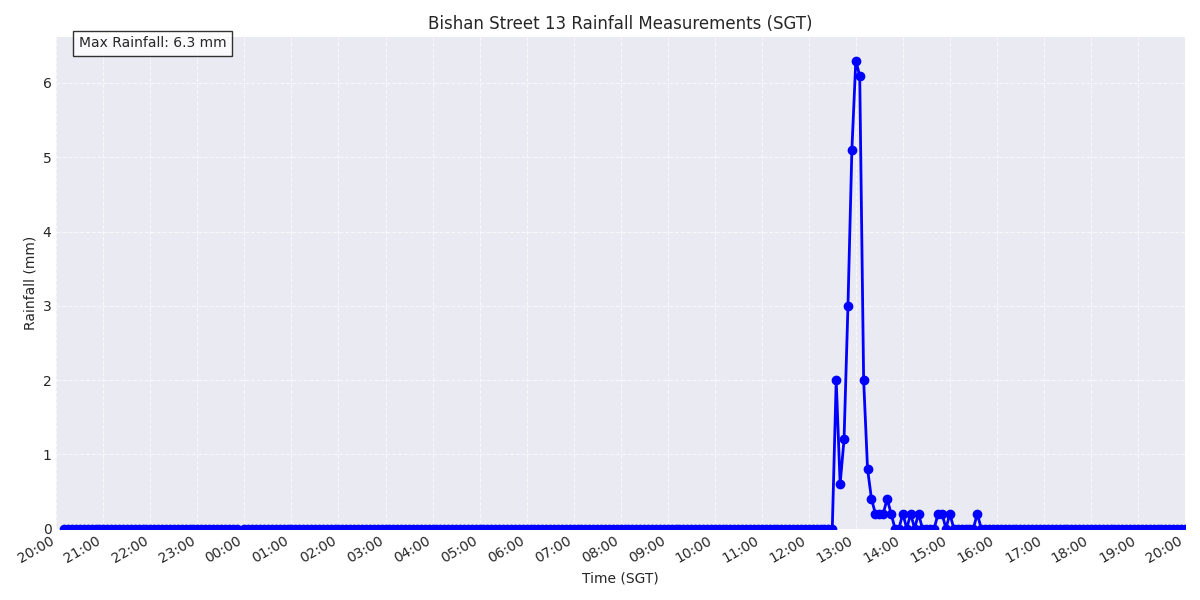 Bishan Street 13 Rainfall Measurements (SGT)
Max Rainfall: 6.3 mm
6
5
4
3
2
1
0
Rainfall (mm)
20:00 21:00 22:00 23:00 00:00 01:00 02:00 03:00 04:00 05:00 06:00 07:00 08:00 09:00 10:00 11:00 12:00 13:00 14:00 15:00 16:00 17:00 18:00 19:00 20:00
Time (SGT)